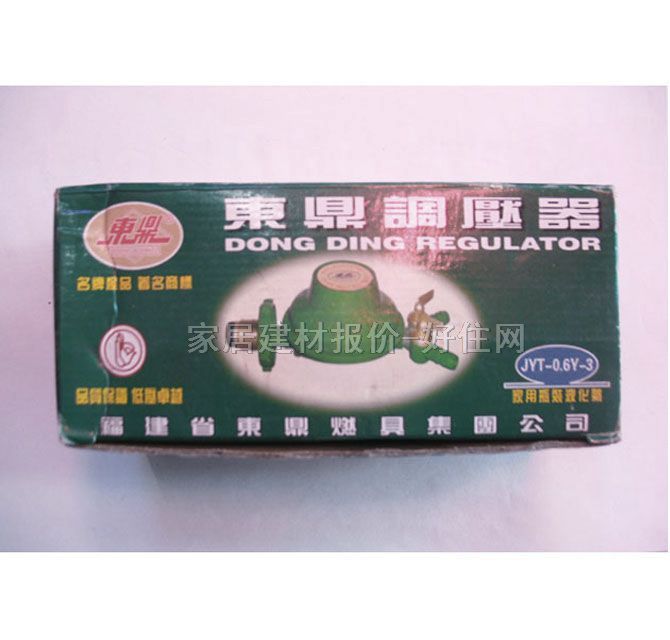 東鼎
東鼎調壓器
DONG DING REGULATOR
名牌產品 著名商標
家居建材报价-好住网
JYT-0.6Y-3
品質保證 低壓卓越
家用瓶裝液化氣
福建省東鼎燃具集團公司